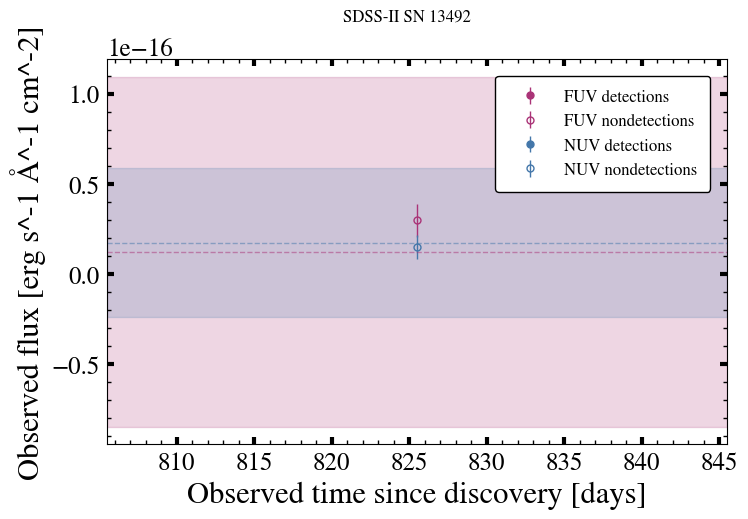 SDSS-II SN 13492
1e−16
Observed flux [erg s^-1 Å^-1 cm^-2]
1.0
0.5
0.0
−0.5
FUV detections
FUV nondetections
NUV detections
NUV nondetections
810 815 820 825 830 835 840 845
Observed time since discovery [days]